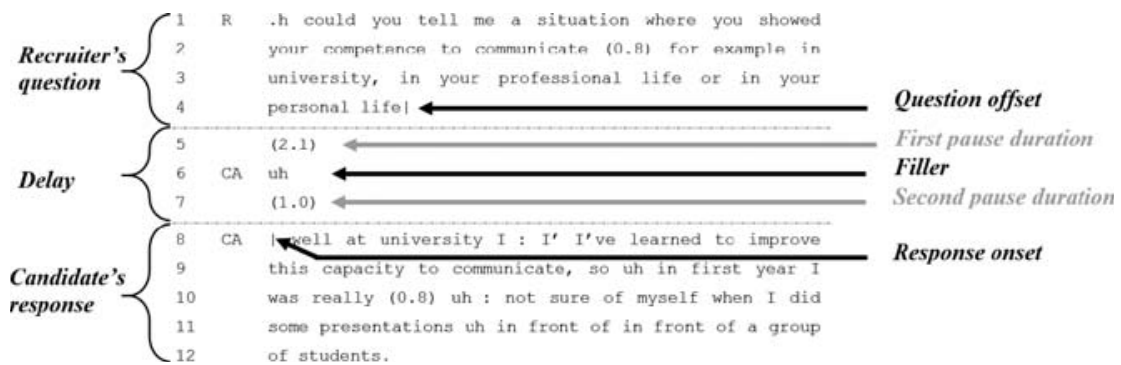 1 R .h could you tell me a situation where you showed
Recruiter's question
2 your competence to communicate (0.8) for example in
3 university, in your professional life or in your
4 personal life|
Question offset
5 (2.1)
First pause duration
Delay
6 CA uh
Filler
7 (1.0)
Second pause duration
8 CA | well at university I : I' I've learned to improve
Response onset
9 this capacity to communicate, so uh in first year I
Candidate's response
10 was really (0.8) uh : not sure of myself when I did
11 some presentations uh in front of in front of a group
12 of students.